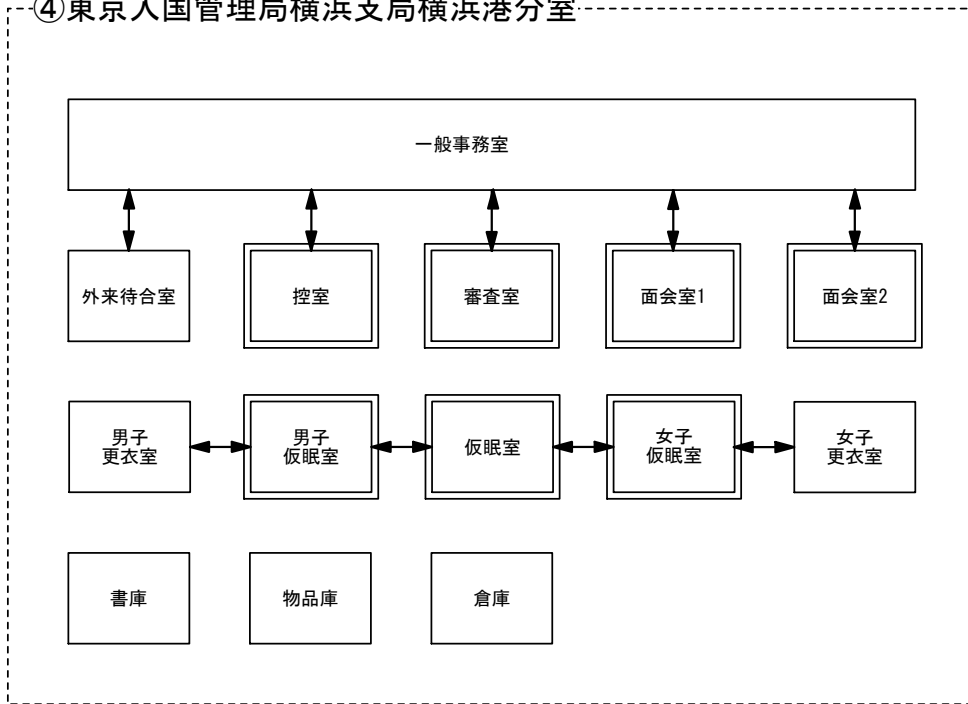 ④東京入国管理局横浜支局横浜港分室
一般事務室
外来待合室
控室
審査室
面会室1
面会室2
男子
更衣室
男子
仮眠室
仮眠室
女子
仮眠室
女子
更衣室
書庫
物品庫
倉庫